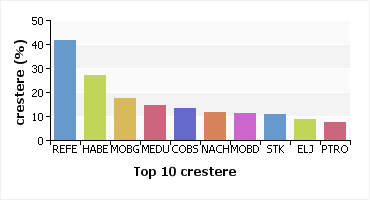 50
40
30
20
10
0
crestere (%)
REFE HABE MOBG MEDU COBS NACH MOBD STK ELJ PTRO
Top 10 crestere